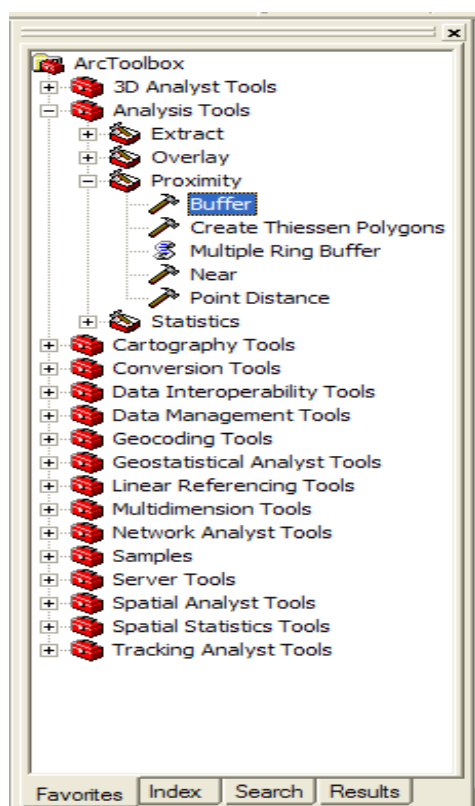 ArcToolbox
3D Analyst Tools
Analysis Tools
Extract
Overlay
Proximity
Buffer
Create Thiessen Polygons
Multiple Ring Buffer
Near
Point Distance
Statistics
Cartography Tools
Conversion Tools
Data Interoperability Tools
Data Management Tools
Geocoding Tools
Geostatistical Analyst Tools
Linear Referencing Tools
Multidimension Tools
Network Analyst Tools
Samples
Server Tools
Spatial Analyst Tools
Spatial Statistics Tools
Tracking Analyst Tools
Favorites Index Search Results